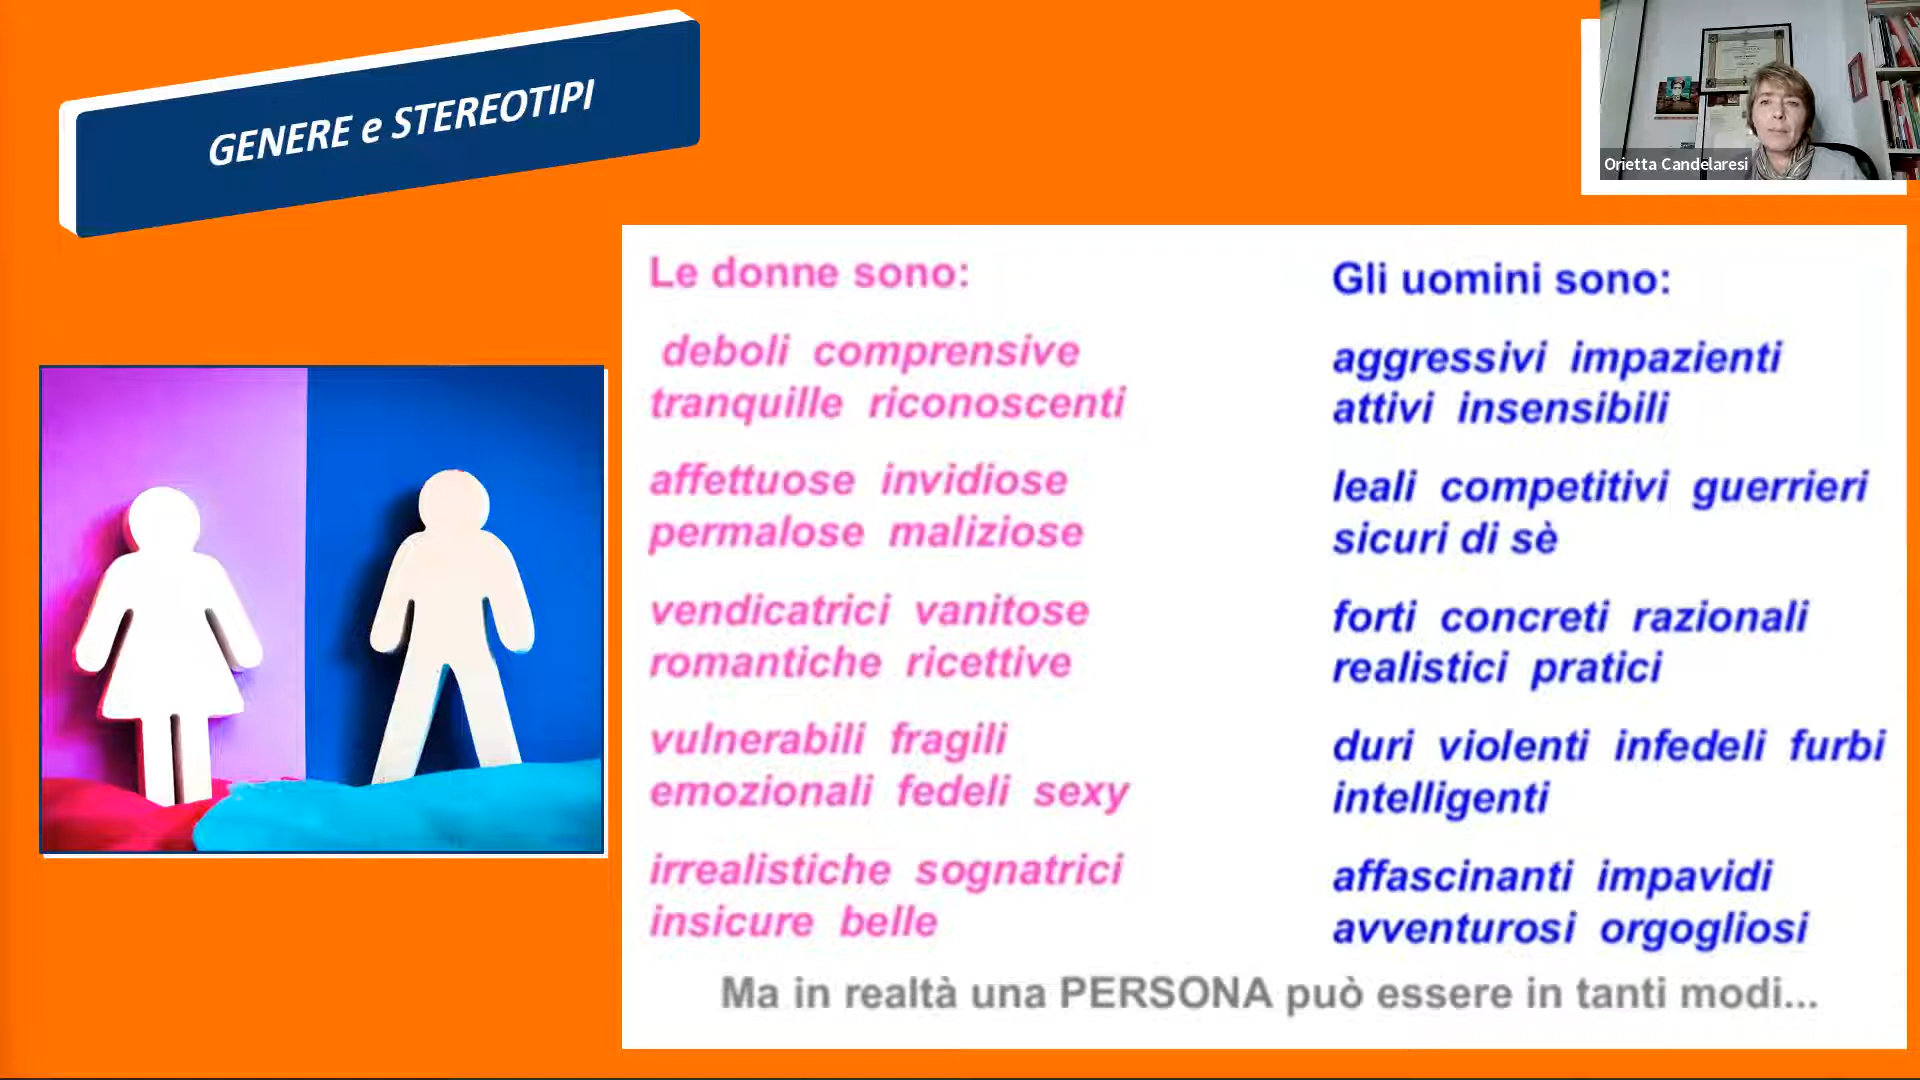 GENERE e STEREOTIPI
Orietta Candelaresi
Le donne sono:
deboli comprensive
tranquille riconoscenti
affettuose invidiose
permalose maliziose
vendicatrici vanitose
romantiche ricettive
vulnerabili fragili
emozionali fedeli sexy
irrealistiche sognatrici
insicure belle
Gli uomini sono:
aggressivi impazienti
attivi insensibili
leali competitivi guerrieri
sicuri di sè
forti concreti razionali
realistici pratici
duri violenti infedeli furbi
intelligenti
affascinanti impavidi
avventurosi orgogliosi
Ma in realtà una PERSONA può essere in tanti modi...